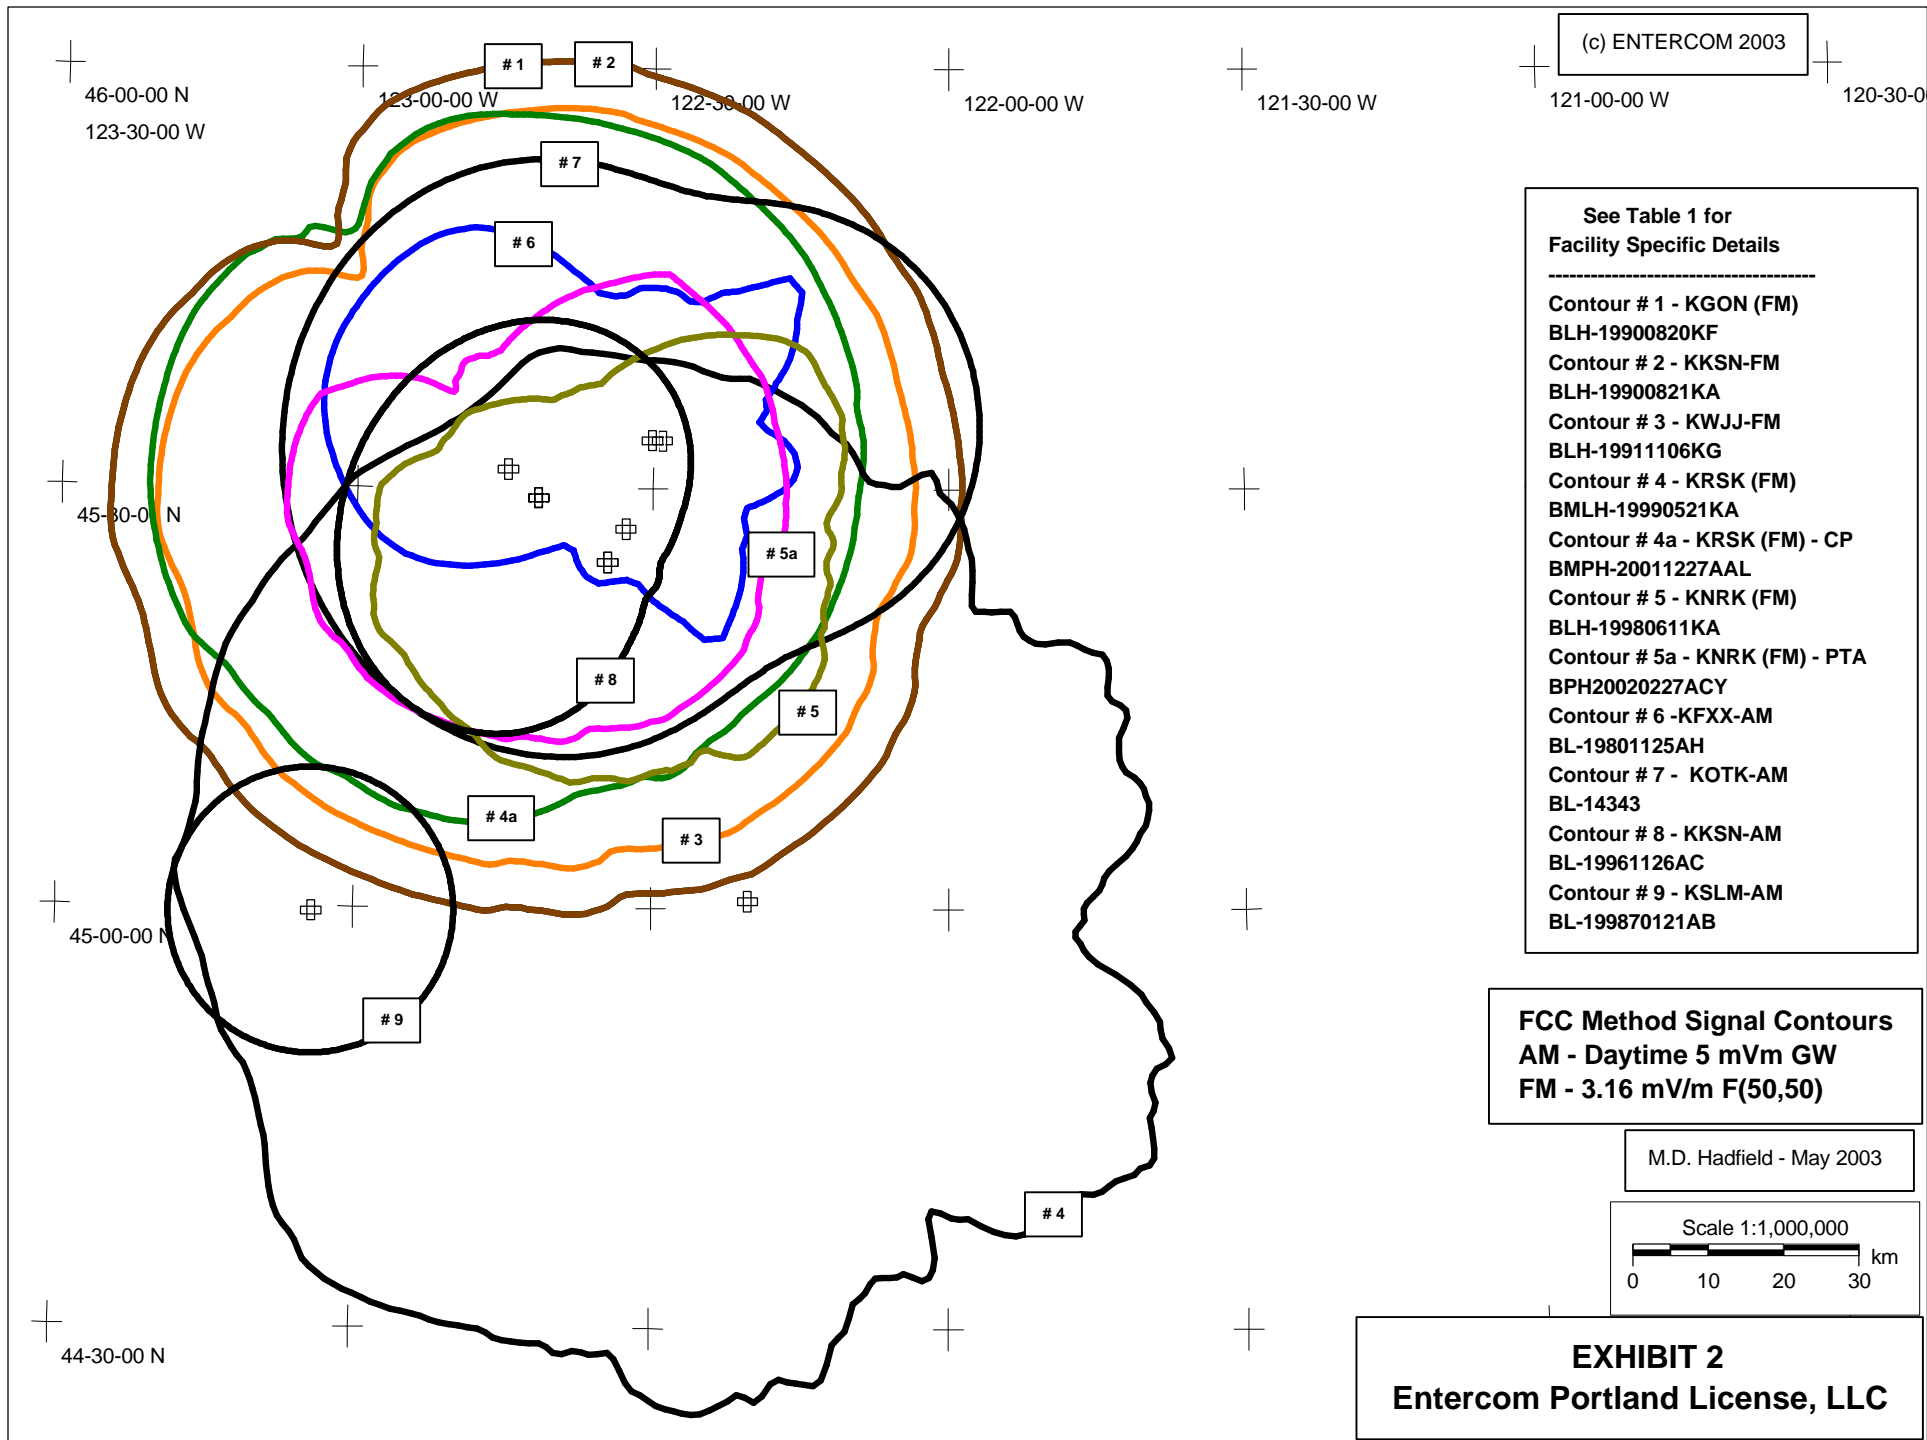 (c) ENTERCOM 2003
# 1
# 2
46-00-00 N
123-30-00 W
123-00-00 W
122-30-00 W
122-00-00 W
121-30-00 W
121-00-00 W
120-30-0
# 7
# 6
See Table 1 for
Facility Specific Details
--------------------------------------
Contour # 1 - KGON (FM)
BLH-19900820KF
Contour # 2 - KKSN-FM
BLH-19900821KA
Contour # 3 - KWJJ-FM
BLH-19911106KG
Contour # 4 - KRSK (FM)
BMLH-19990521KA
Contour # 4a - KRSK (FM) - CP
BMPH-20011227AAL
Contour # 5 - KNRK (FM)
BLH-19980611KA
Contour # 5a - KNRK (FM) - PTA
BPH20020227ACY
Contour # 6 -KFXX-AM
BL-19801125AH
Contour # 7 - KOTK-AM
BL-14343
Contour # 8 - KKSN-AM
BL-19961126AC
Contour # 9 - KSLM-AM
BL-199870121AB
45-30-00 N
# 5a
# 8
# 5
# 4a
# 3
45-00-00 N
# 9
# 4
44-30-00 N
FCC Method Signal Contours
AM - Daytime 5 mVm GW
FM - 3.16 mV/m F(50,50)
M.D. Hadfield - May 2003
Scale 1:1,000,000
km
0 10 20 30
EXHIBIT 2
Entercom Portland License, LLC